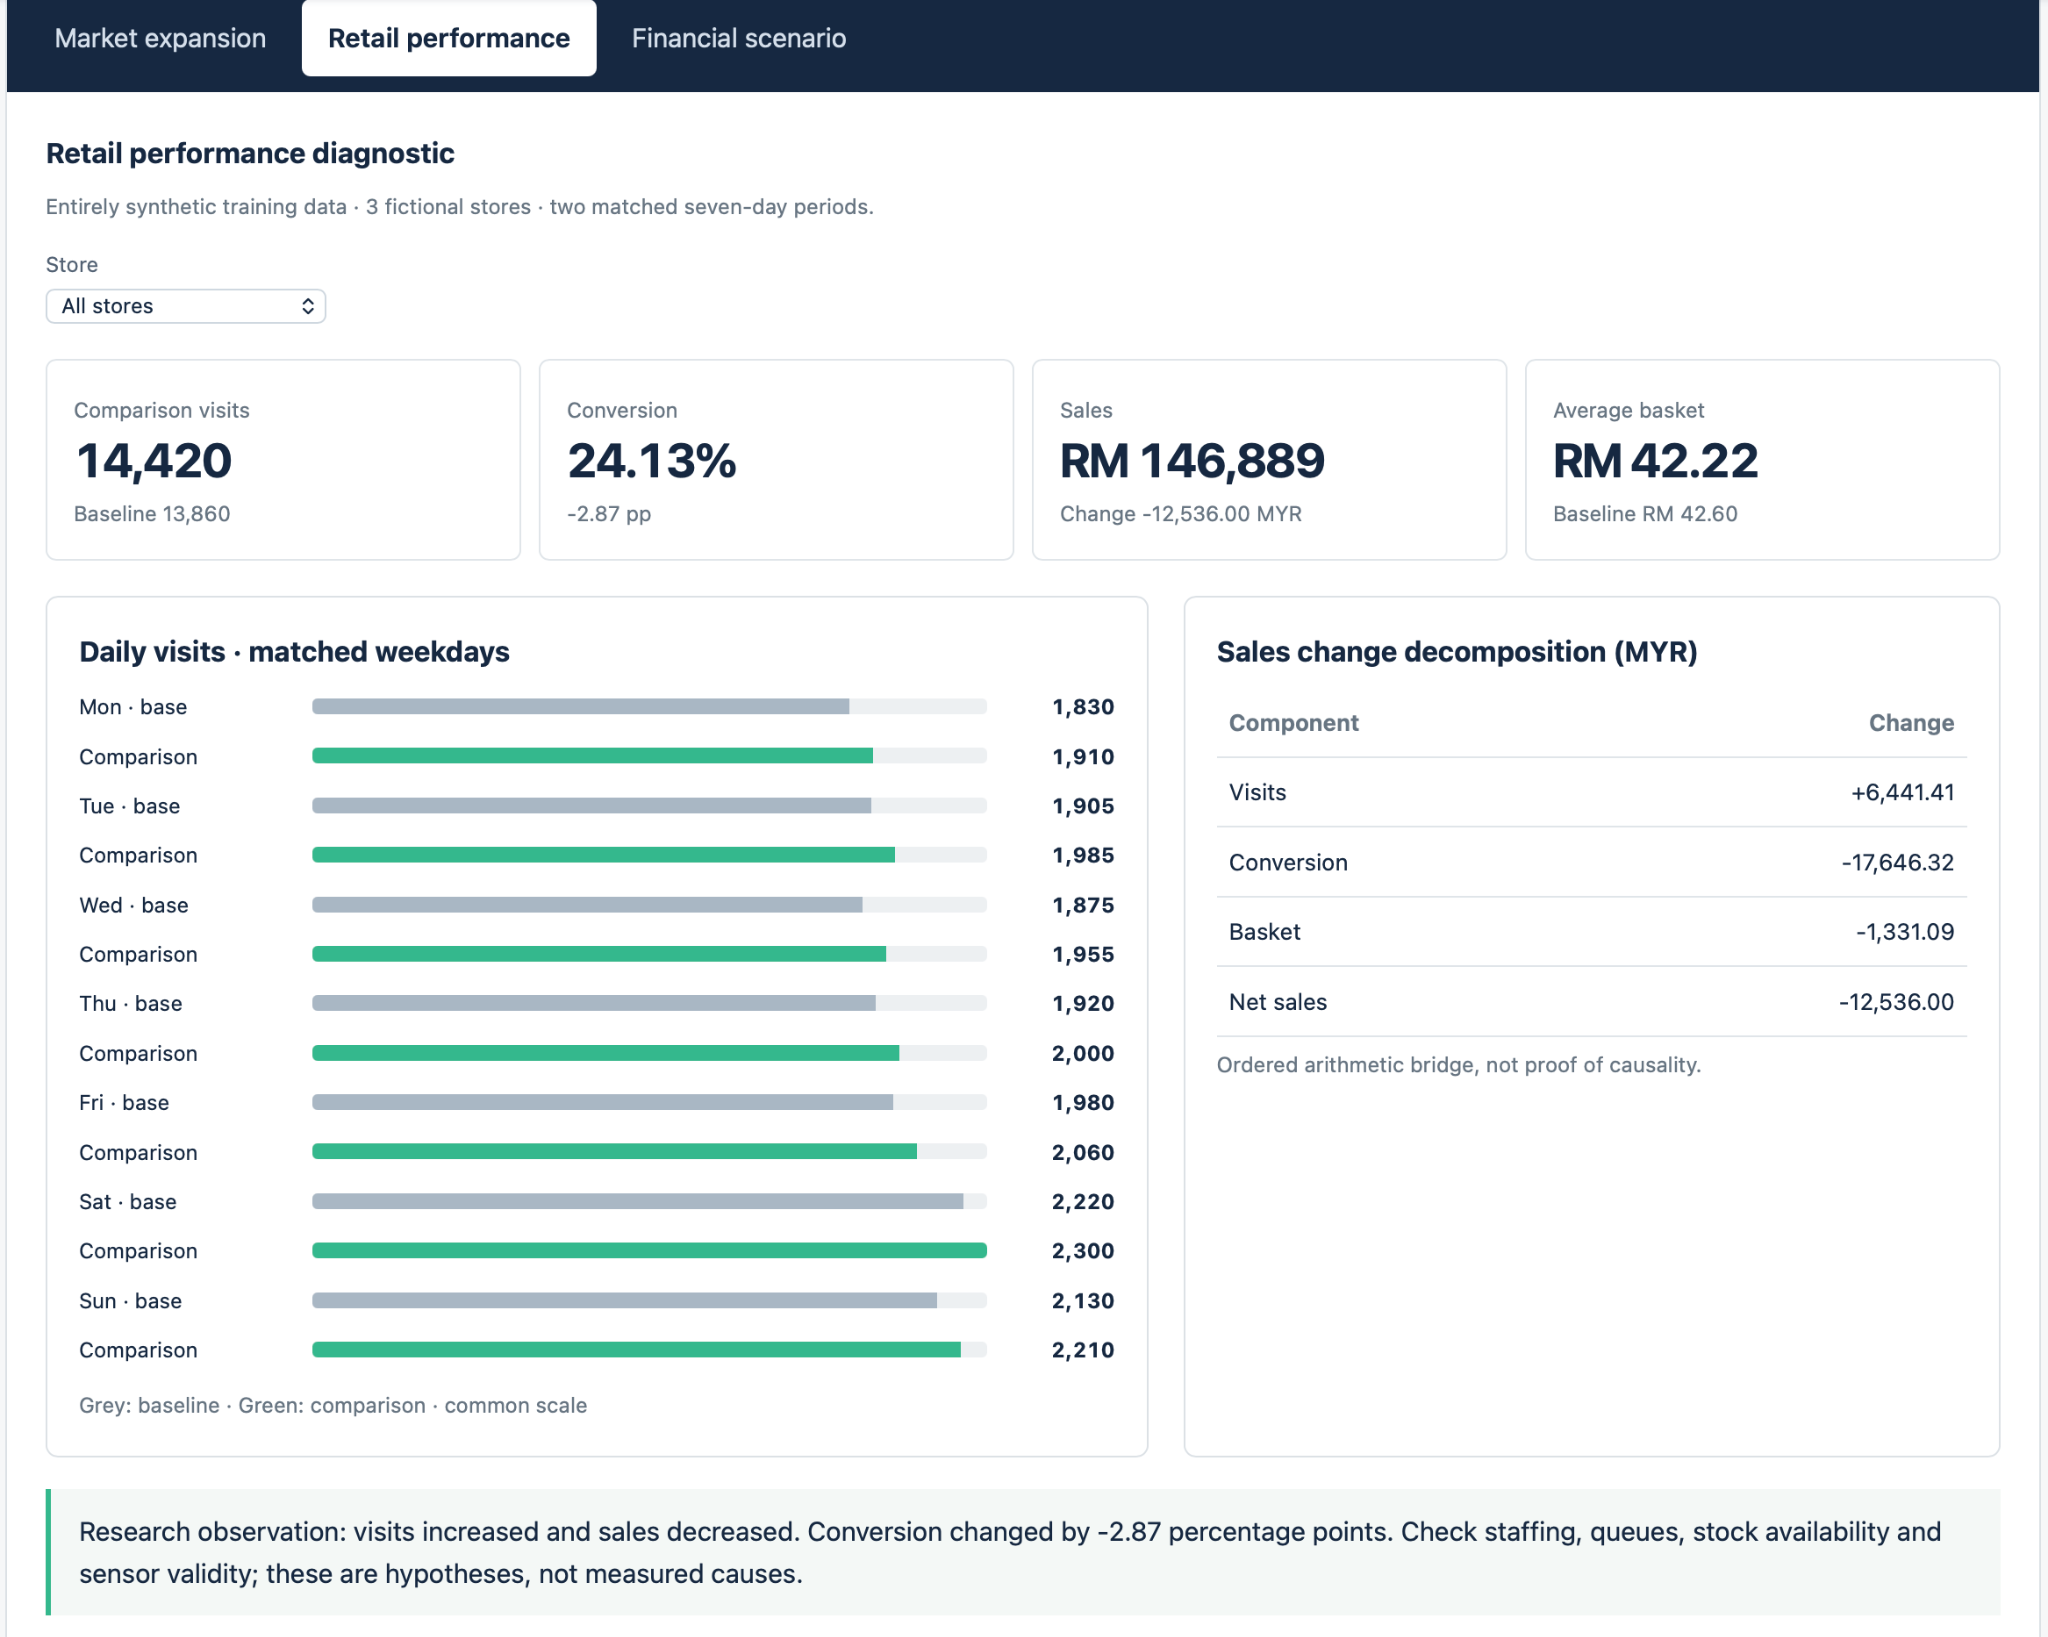 Market expansion
Retail performance
Financial scenario
Retail performance diagnostic
Entirely synthetic training data · 3 fictional stores · two matched seven-day periods.
Store
All stores
Comparison visits
14,420
Baseline 13,860
Conversion
24.13%
-2.87 pp
Sales
RM 146,889
Change -12,536.00 MYR
Average basket
RM 42.22
Baseline RM 42.60
Daily visits · matched weekdays
Mon · base 1,830
Comparison 1,910
Tue · base 1,905
Comparison 1,985
Wed · base 1,875
Comparison 1,955
Thu · base 1,920
Comparison 2,000
Fri · base 1,980
Comparison 2,060
Sat · base 2,220
Comparison 2,300
Sun · base 2,130
Comparison 2,210
Grey: baseline · Green: comparison · common scale
Sales change decomposition (MYR)
Component Change
Visits +6,441.41
Conversion -17,646.32
Basket -1,331.09
Net sales -12,536.00
Ordered arithmetic bridge, not proof of causality.
Research observation: visits increased and sales decreased. Conversion changed by -2.87 percentage points. Check staffing, queues, stock availability and
sensor validity; these are hypotheses, not measured causes.